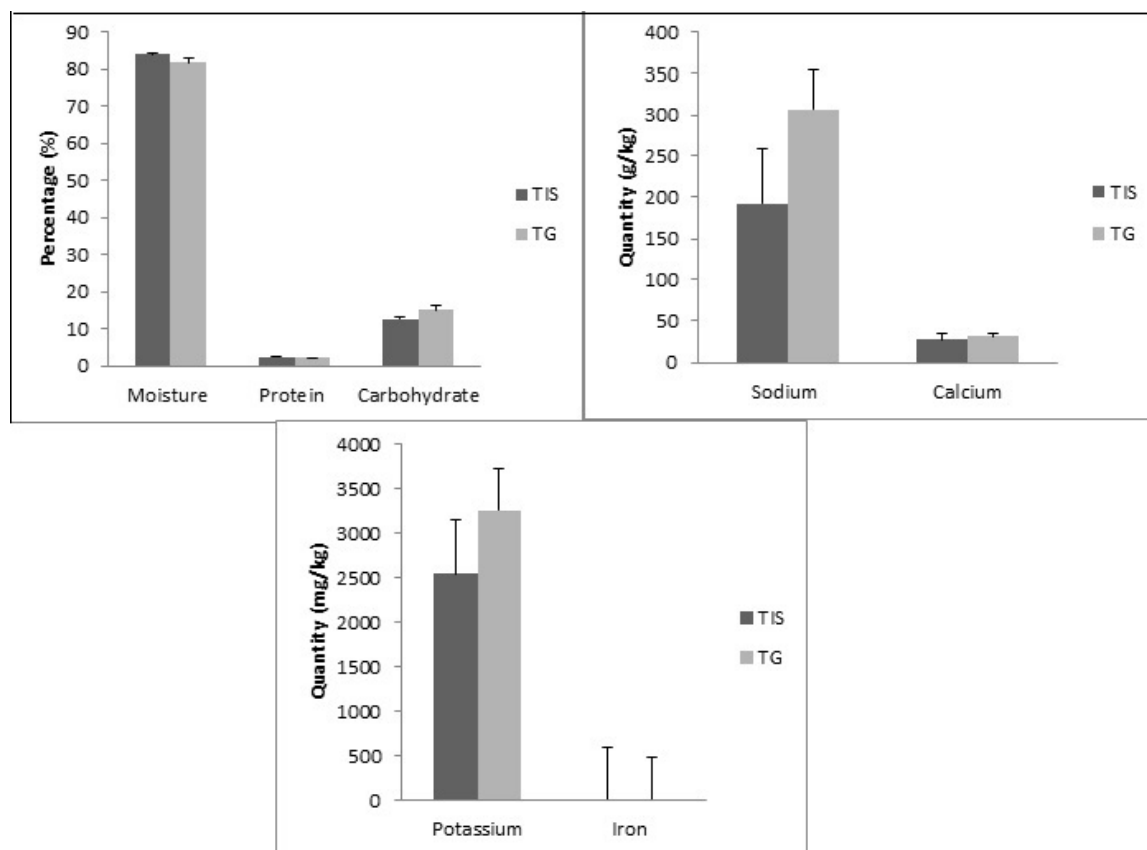 Percentage (%)
90
80
70
60
50
40
30
20
10
0
Moisture Protein Carbohydrate
TIS
TG
Quantity (g/kg)
400
350
300
250
200
150
100
50
0
Sodium Calcium
TIS
TG
Quantity (mg/kg)
4000
3500
3000
2500
2000
1500
1000
500
0
Potassium Iron
TIS
TG